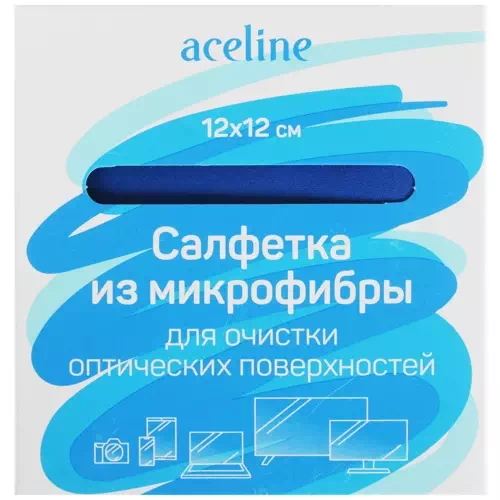 aceline
12x12 см
Салфетка
из микрофибры
для очистки
оптических поверхностей